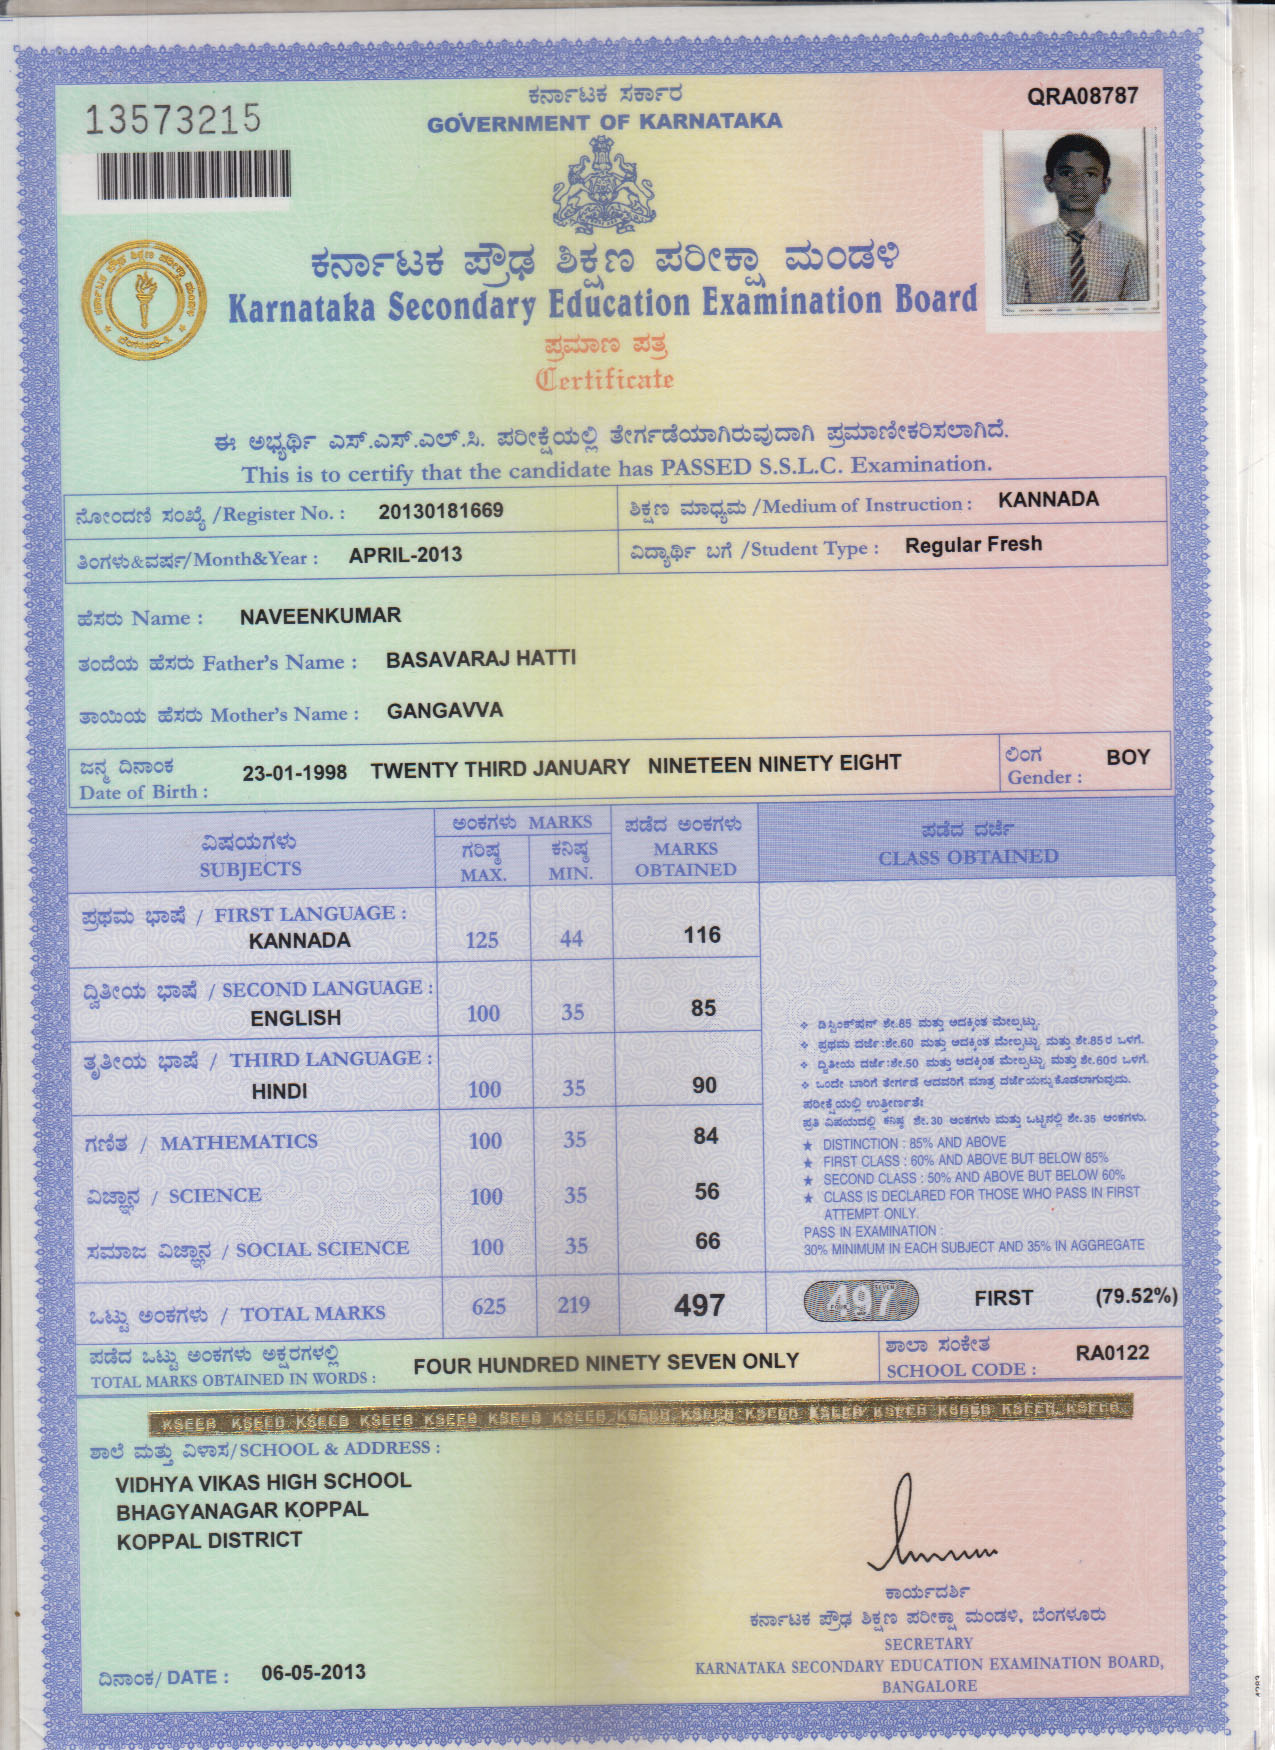 ಕರ್ನಾಟಕ ಸರ್ಕಾರ
GOVERNMENT OF KARNATAKA
QRA08787
13573215
ಕರ್ನಾಟಕ ಪ್ರೌಢ ಶಿಕ್ಷಣ ಪರೀಕ್ಷಾ ಮಂಡಳಿ
Karnataka Secondary Education Examination Board
ಪ್ರಮಾಣ ಪತ್ರ
Certificate
ಈ ಅಭ್ಯರ್ಥಿ ಎಸ್.ಎಸ್.ಎಲ್.ಸಿ. ಪರೀಕ್ಷೆಯಲ್ಲಿ ತೇರ್ಗಡೆಯಾಗಿರುವುದಾಗಿ ಪ್ರಮಾಣೀಕರಿಸಲಾಗಿದೆ.
This is to certify that the candidate has PASSED S.S.L.C. Examination.
ನೋಂದಣಿ ಸಂಖ್ಯೆ /Register No. : 20130181669 ಶಿಕ್ಷಣ ಮಾಧ್ಯಮ /Medium of Instruction : KANNADA
ತಿಂಗಳು&ವರ್ಷ/Month&Year : APRIL-2013 ವಿದ್ಯಾರ್ಥಿ ಬಗೆ /Student Type : Regular Fresh
ಹೆಸರು Name : NAVEENKUMAR
ತಂದೆಯ ಹೆಸರು Father's Name : BASAVARAJ HATTI
ತಾಯಿಯ ಹೆಸರು Mother's Name : GANGAVVA
ಜನ್ಮ ದಿನಾಂಕ ಲಿಂಗ
Date of Birth : 23-01-1998 TWENTY THIRD JANUARY NINETEEN NINETY EIGHT Gender : BOY
ವಿಷಯಗಳು ಅಂಕಗಳು MARKS ಪಡೆದ ಅಂಕಗಳು ಪಡೆದ ದರ್ಜೆ
SUBJECTS ಗರಿಷ್ಠ ಕನಿಷ್ಠ MARKS CLASS OBTAINED
MAX. MIN. OBTAINED
ಪ್ರಥಮ ಭಾಷೆ / FIRST LANGUAGE :
KANNADA 125 44 116
ದ್ವಿತೀಯ ಭಾಷೆ / SECOND LANGUAGE :
ENGLISH 100 35 85
ತೃತೀಯ ಭಾಷೆ / THIRD LANGUAGE :
HINDI 100 35 90
ಗಣಿತ / MATHEMATICS 100 35 84
ವಿಜ್ಞಾನ / SCIENCE 100 35 56
ಸಮಾಜ ವಿಜ್ಞಾನ / SOCIAL SCIENCE 100 35 66
❖ ಡಿಸ್ಟಿಂಕ್ಷನ್ ಶೇ.85 ಮತ್ತು ಅದಕ್ಕಿಂತ ಮೇಲ್ಪಟ್ಟು.
❖ ಪ್ರಥಮ ದರ್ಜೆ:ಶೇ.60 ಮತ್ತು ಅದಕ್ಕಿಂತ ಮೇಲ್ಪಟ್ಟು ಮತ್ತು ಶೇ.85ರ ಒಳಗೆ.
❖ ದ್ವಿತೀಯ ದರ್ಜೆ:ಶೇ.50 ಮತ್ತು ಅದಕ್ಕಿಂತ ಮೇಲ್ಪಟ್ಟು ಮತ್ತು ಶೇ.60ರ ಒಳಗೆ.
❖ ಒಂದೇ ಬಾರಿಗೆ ತೇರ್ಗಡೆ ಆದವರಿಗೆ ಮಾತ್ರ ದರ್ಜೆಯನ್ನು ಕೊಡಲಾಗುವುದು.
ಪರೀಕ್ಷೆಯಲ್ಲಿ ಉತ್ತೀರ್ಣತೆ:
ಪ್ರತಿ ವಿಷಯದಲ್ಲಿ ಕನಿಷ್ಠ ಶೇ.30 ಅಂಕಗಳು ಮತ್ತು ಒಟ್ಟಿನಲ್ಲಿ ಶೇ.35 ಅಂಕಗಳು.
★ DISTINCTION : 85% AND ABOVE
★ FIRST CLASS : 60% AND ABOVE BUT BELOW 85%
★ SECOND CLASS : 50% AND ABOVE BUT BELOW 60%
★ CLASS IS DECLARED FOR THOSE WHO PASS IN FIRST
ATTEMPT ONLY.
PASS IN EXAMINATION :
30% MINIMUM IN EACH SUBJECT AND 35% IN AGGREGATE
ಒಟ್ಟು ಅಂಕಗಳು / TOTAL MARKS 625 219 497 497 FIRST (79.52%)
ಪಡೆದ ಒಟ್ಟು ಅಂಕಗಳು ಅಕ್ಷರಗಳಲ್ಲಿ ಶಾಲಾ ಸಂಕೇತ
TOTAL MARKS OBTAINED IN WORDS : FOUR HUNDRED NINETY SEVEN ONLY SCHOOL CODE : RA0122
KSEEB KSEEB KSEEB KSEEB KSEEB KSEEB KSEEB KSEEB KSEEB KSEEB KSEEB KSEEB KSEEB KSEEB KSEEB
ಶಾಲೆ ಮತ್ತು ವಿಳಾಸ/SCHOOL & ADDRESS :
VIDHYA VIKAS HIGH SCHOOL
BHAGYANAGAR KOPPAL
KOPPAL DISTRICT
ಕಾರ್ಯದರ್ಶಿ
ಕರ್ನಾಟಕ ಪ್ರೌಢ ಶಿಕ್ಷಣ ಪರೀಕ್ಷಾ ಮಂಡಳಿ, ಬೆಂಗಳೂರು
SECRETARY
KARNATAKA SECONDARY EDUCATION EXAMINATION BOARD,
BANGALORE
ದಿನಾಂಕ/ DATE : 06-05-2013